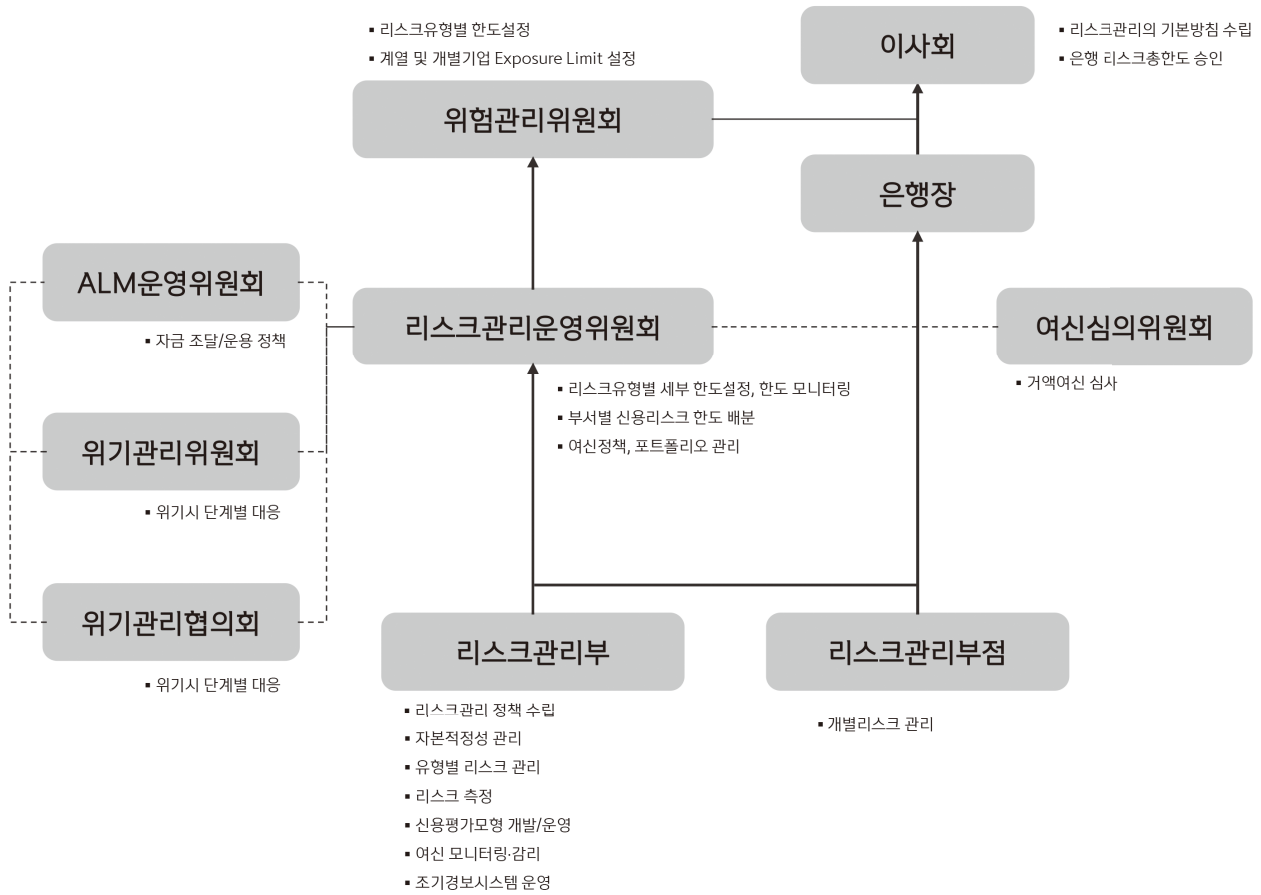 ▪ 리스크유형별 한도설정
▪ 계열 및 개별기업 Exposure Limit 설정
위험관리위원회
이사회
▪ 리스크관리의 기본방침 수립
▪ 은행 리스크총한도 승인
은행장
ALM운영위원회
▪ 자금 조달/운용 정책
리스크관리운영위원회
▪ 리스크유형별 세부 한도설정, 한도 모니터링
▪ 부서별 신용리스크 한도 배분
▪ 여신정책, 포트폴리오 관리
여신심의위원회
▪ 거액여신 심사
위기관리위원회
▪ 위기시 단계별 대응
위기관리협의회
▪ 위기시 단계별 대응
리스크관리부
▪ 리스크관리 정책 수립
▪ 자본적정성 관리
▪ 유형별 리스크 관리
▪ 리스크 측정
▪ 신용평가모형 개발/운영
▪ 여신 모니터링·감리
▪ 조기경보시스템 운영
리스크관리부점
▪ 개별리스크 관리